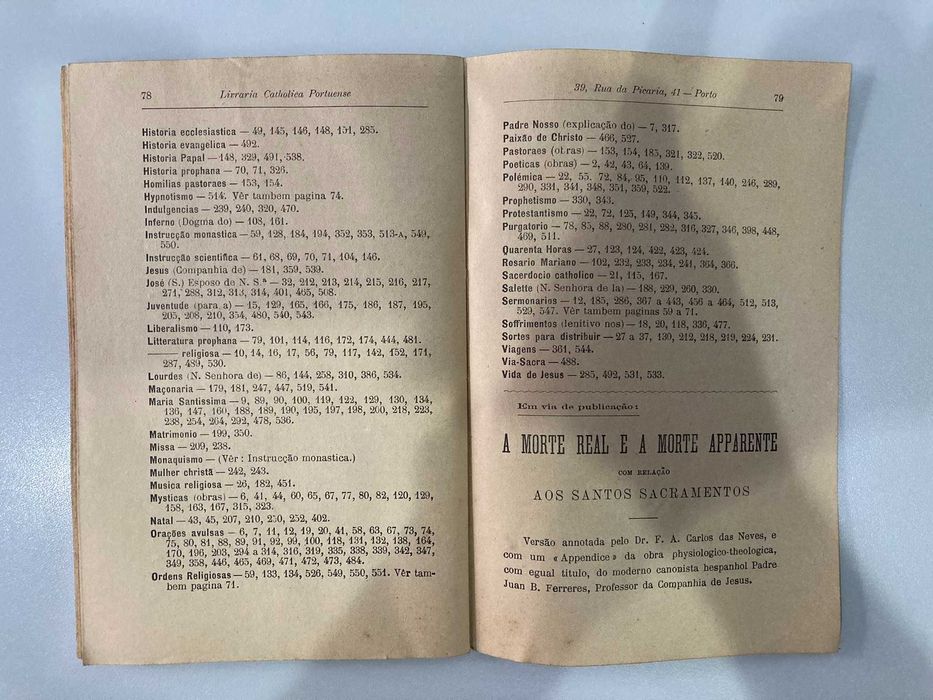 78 Livraria Catholica Portuense
Historia ecclesiastica — 49, 145, 146, 148, 151, 285.
Historia evangelica — 492.
Historia Papal — 148, 329, 491, 538.
Historia prophana — 70, 71, 326.
Homilias pastoraes — 153, 154.
Hypnotismo — 514. Vêr tambem pagina 74.
Indulgencias — 239, 240, 320, 470.
Inferno (Dogma do) — 108, 161.
Instrucção monastica — 59, 128, 184, 194, 352, 353, 513-A, 549,
550.
Instrucção scientifica — 61, 68, 69, 70, 71, 104, 146.
Jesus (Companhia de) — 181, 359, 539.
José (S.) Esposo de N. S.ª — 32, 212, 213, 214, 215, 216, 217,
271, 288, 312, 313, 314, 401, 465, 508.
Juventude (para a) — 15, 129, 165, 166, 175, 186, 187, 195,
205, 208, 210, 354, 480, 540, 543.
Liberalismo — 110, 173.
Litteratura prophana — 79, 101, 114, 116, 172, 174, 444, 481.
—— religiosa — 10, 14, 16, 17, 56, 79, 117, 142, 152, 171,
287, 489, 530.
Lourdes (N. Senhora de) — 86, 144, 258, 310, 386, 534.
Maçonaria — 179, 181, 247, 447, 519, 541.
Maria Santissima — 9, 89, 90, 100, 119, 122, 129, 130, 134,
136, 147, 160, 188, 189, 190, 195, 197, 198, 200, 218, 223,
238, 254, 264, 292, 478, 536.
Matrimonio — 199, 350.
Missa — 209, 238.
Monaquismo — (Vêr : Instrucção monastica.)
Mulher christã — 242, 243.
Musica religiosa — 26, 182, 451.
Mysticas (obras) — 6, 41, 44, 60, 65, 67, 77, 80, 82, 120, 129,
158, 163, 167, 315, 323.
Natal — 43, 45, 207, 210, 250, 252, 402.
Orações avulsas — 6, 7, 11, 12, 19, 20, 41, 58, 63, 67, 73, 74,
75, 80, 81, 88, 89, 91, 92, 99, 100, 118, 131, 132, 138, 164,
170, 196, 203, 294 a 314, 316, 319, 335, 338, 339, 342, 347,
349, 358, 446, 465, 469, 471, 472, 473, 484.
Ordens Religiosas — 59, 133, 134, 526, 549, 550, 551. Vêr tam-
bem pagina 71.
39, Rua da Picaria, 41 — Porto 79
Padre Nosso (explicação do) — 7, 317.
Paixão de Christo — 466, 527.
Pastoraes (obras) — 153, 154, 185, 321, 322, 520.
Poeticas (obras) — 2, 42, 43, 64, 139.
Polémica — 22, 55, 72, 84, 95, 110, 112, 137, 140, 246, 289,
290, 331, 341, 348, 351, 359, 522.
Prophetismo — 330, 343.
Protestantismo — 22, 72, 125, 149, 344, 345.
Purgatorio — 78, 85, 88, 280, 281, 282, 316, 327, 346, 398, 448,
469, 511.
Quarenta Horas — 27, 123, 124, 422, 423, 424.
Rosario Mariano — 102, 232, 233, 234, 241, 364, 366.
Sacerdocio catholico — 21, 115, 167.
Salette (N. Senhora de la) — 188, 229, 260, 330.
Sermonarios — 12, 185, 286, 367 a 443, 456 a 464, 512, 513,
529, 547. Vêr tambem paginas 59 a 71.
Soffrimentos (lenitivo nos) — 18, 20, 118, 336, 477.
Sortes para distribuir — 27 a 37, 130, 212, 218, 219, 224, 231.
Viagens — 361, 544.
Via-Sacra — 488.
Vida de Jesus — 285, 492, 531, 533.
Em via de publicação :
A MORTE REAL E A MORTE APPARENTE
COM RELAÇÃO
AOS SANTOS SACRAMENTOS
Versão annotada pelo Dr. F. A. Carlos das Neves, e
com um « Appendice » da obra physiologico-theologica,
com egual titulo, do moderno canonista hespanhol Padre
Juan B. Ferreres, Professor da Companhia de Jesus.